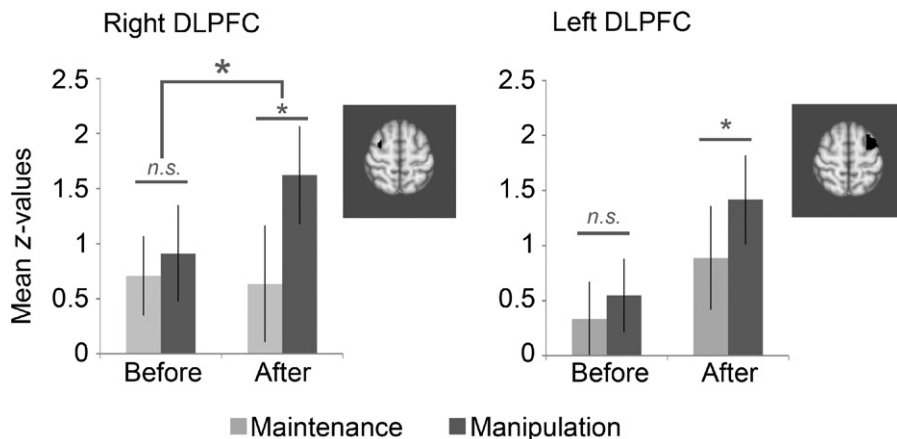 Right DLPFC
Mean z-values
2.5
2
1.5
1
0.5
0
*
n.s.
*
Before After
Left DLPFC
2.5
2
1.5
1
0.5
0
n.s.
*
Before After
Maintenance Manipulation